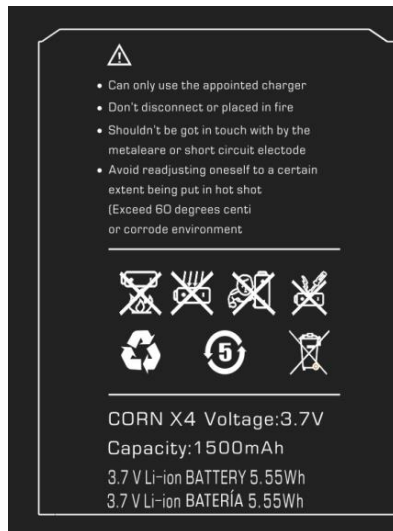 • Can only use the appointed charger
• Don't disconnect or placed in fire
• Shouldn't be got in touch with by the
metaleare or short circuit electode
• Avoid readjusting oneself to a certain
extent being put in hot shot
(Exceed 60 degrees centi
or corrode environment
5
CORN X4 Voltage:3.7V
Capacity:1500mAh
3.7 V Li-ion BATTERY 5.55Wh
3.7 V Li-ion BATERÍA 5.55Wh